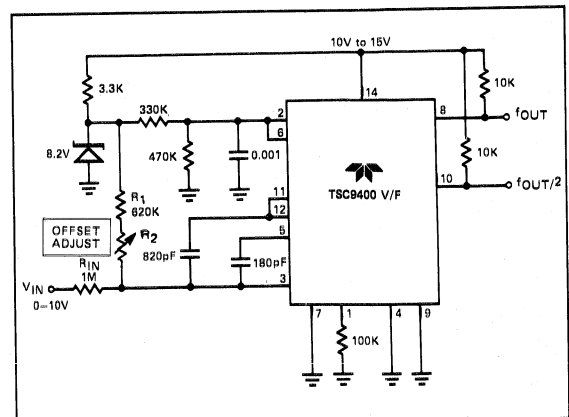 10V to 15V
3.3K
14
10K
330K
2
8
fOUT
6
8.2V
470K
0.001
10K
TSC9400 V/F
10
fOUT/2
R1
620K
11
12
OFFSET
ADJUST
R2
5
820pF
180pF
RIN
1M
3
VIN
0–10V
7
1
4
9
100K